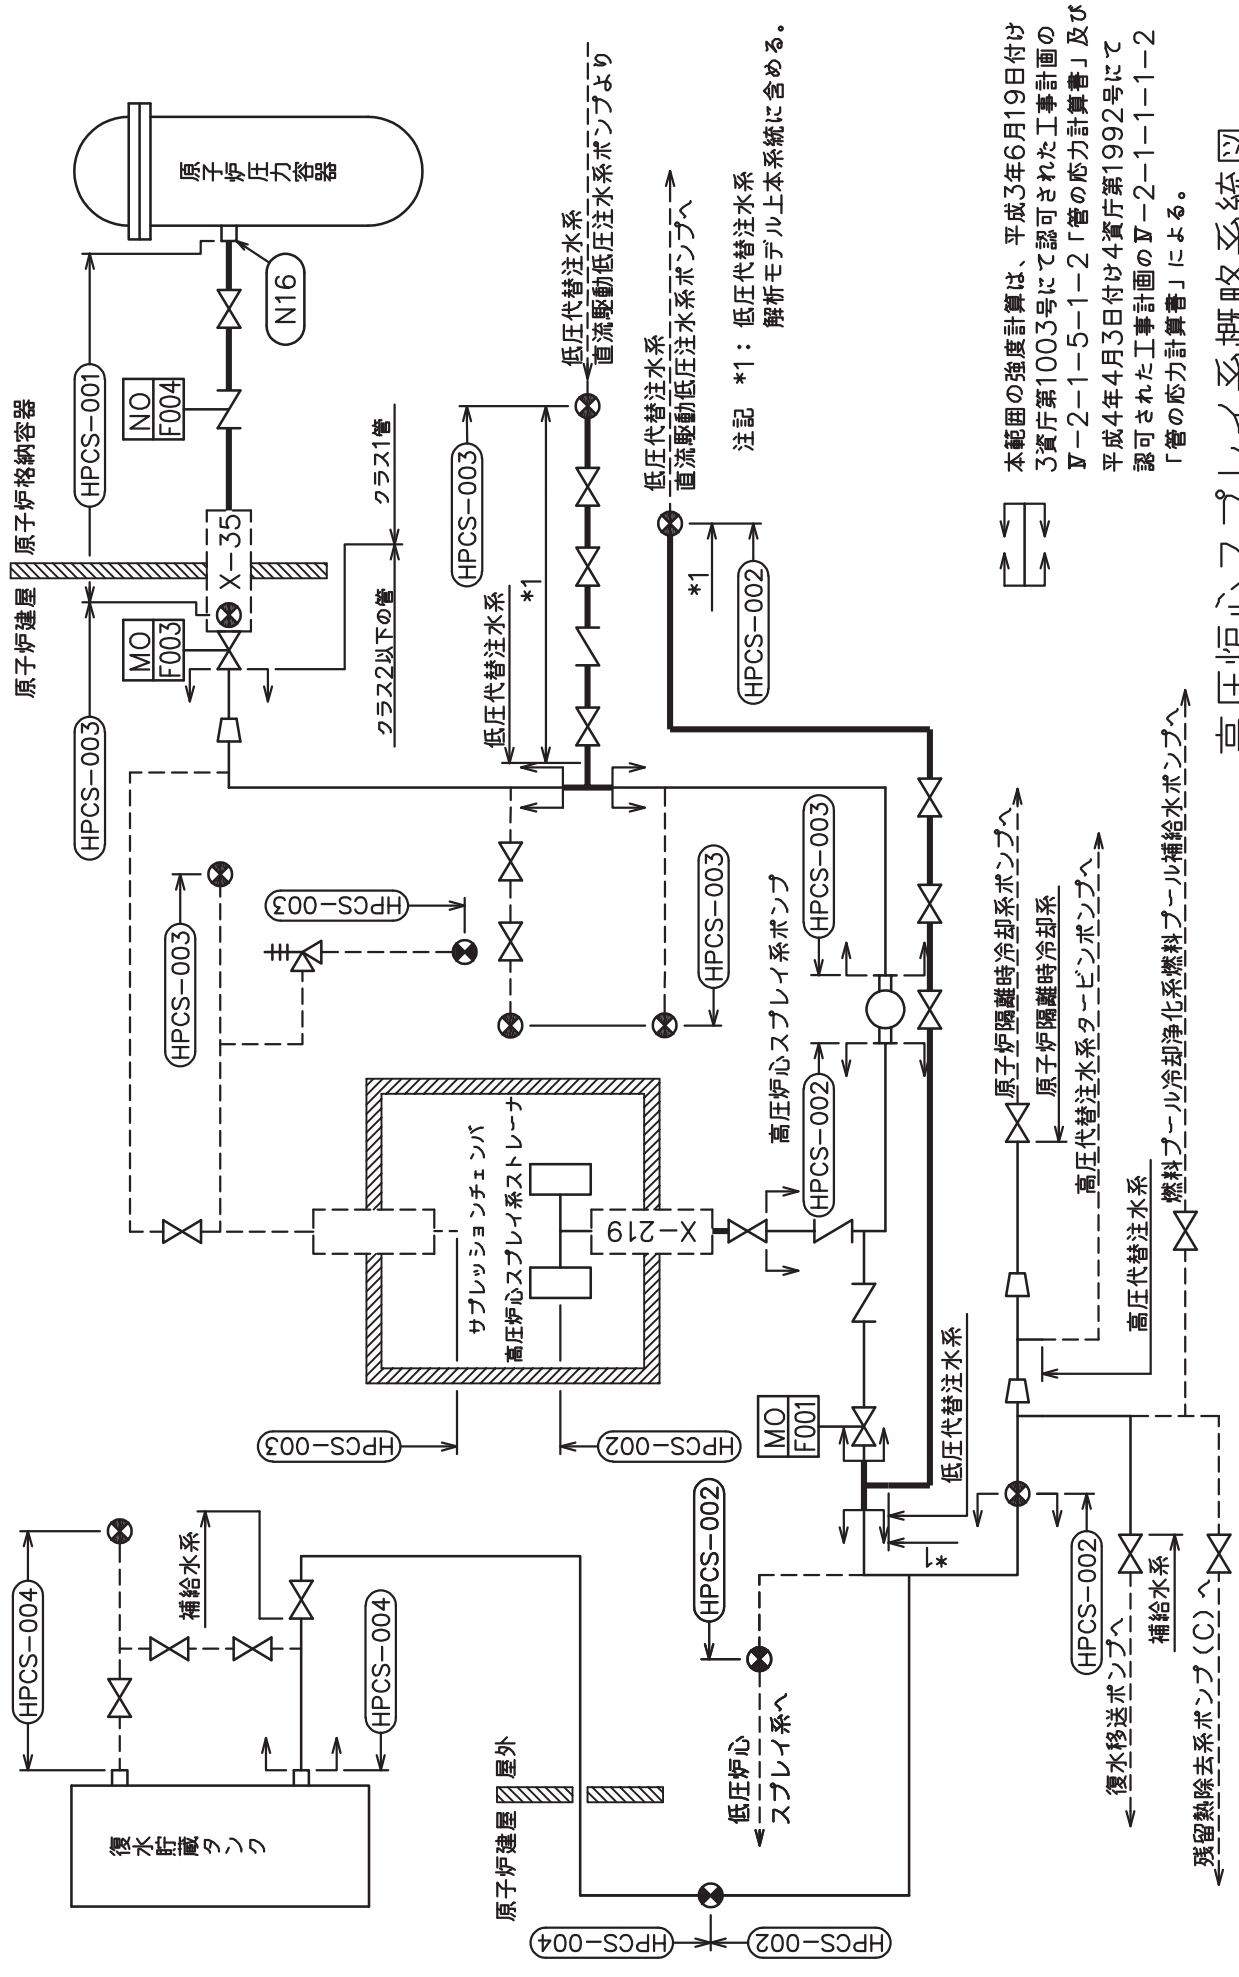 復水貯蔵タンク
HPCS-004
補給水系
HPCS-004
原子炉建屋
屋外
HPCS-004
HPCS-002
HPCS-003
HPCS-002
サプレッションチェンバ
高圧炉心スプレイ系ストレーナ
X-219
HPCS-003
HPCS-003
HPCS-003
原子炉建屋
原子炉格納容器
HPCS-003
HPCS-001
MO
F003
X-35
NO
F004
N16
原子炉圧力容器
クラス2以下の管
クラス1管
低圧代替注水系
*1
HPCS-003
低圧代替注水系
直流駆動低圧注水系ポンプより
低圧代替注水系
直流駆動低圧注水系ポンプへ
*1
HPCS-002
注記 *1:低圧代替注水系
解析モデル上本系統に含める。
高圧炉心スプレイ系ポンプ
HPCS-002
HPCS-003
MO
F001
低圧代替注水系
*1
HPCS-002
低圧炉心
スプレイ系へ
HPCS-002
復水移送ポンプへ
補給水系
残留熱除去系ポンプ(C)へ
高圧代替注水系
原子炉隔離時冷却系ポンプへ
原子炉隔離時冷却系
高圧代替注水系タービンポンプへ
燃料プール冷却浄化系燃料プール補給水ポンプへ
本範囲の強度計算は、平成3年6月19日付け
3資庁第1003号にて認可された工事計画の
Ⅳ-2-1-5-1-2「管の応力計算書」及び
平成4年4月3日付け4資庁第1992号にて
認可された工事計画のⅣ-2-1-1-1-1-2
「管の応力計算書」による。
高圧炉心スプレイ系概略系統図